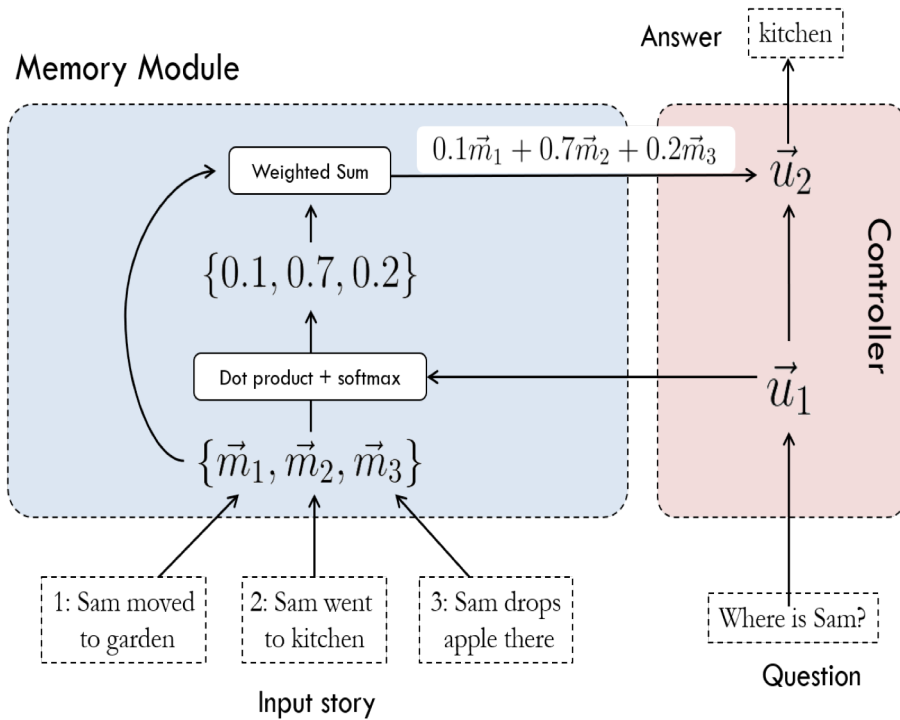 Answer
kitchen
Memory Module
0.1m⃗₁ + 0.7m⃗₂ + 0.2m⃗₃
Weighted Sum
u⃗₂
{0.1, 0.7, 0.2}
Controller
Dot product + softmax
u⃗₁
{m⃗₁, m⃗₂, m⃗₃}
1: Sam moved
to garden
2: Sam went
to kitchen
3: Sam drops
apple there
Where is Sam?
Question
Input story